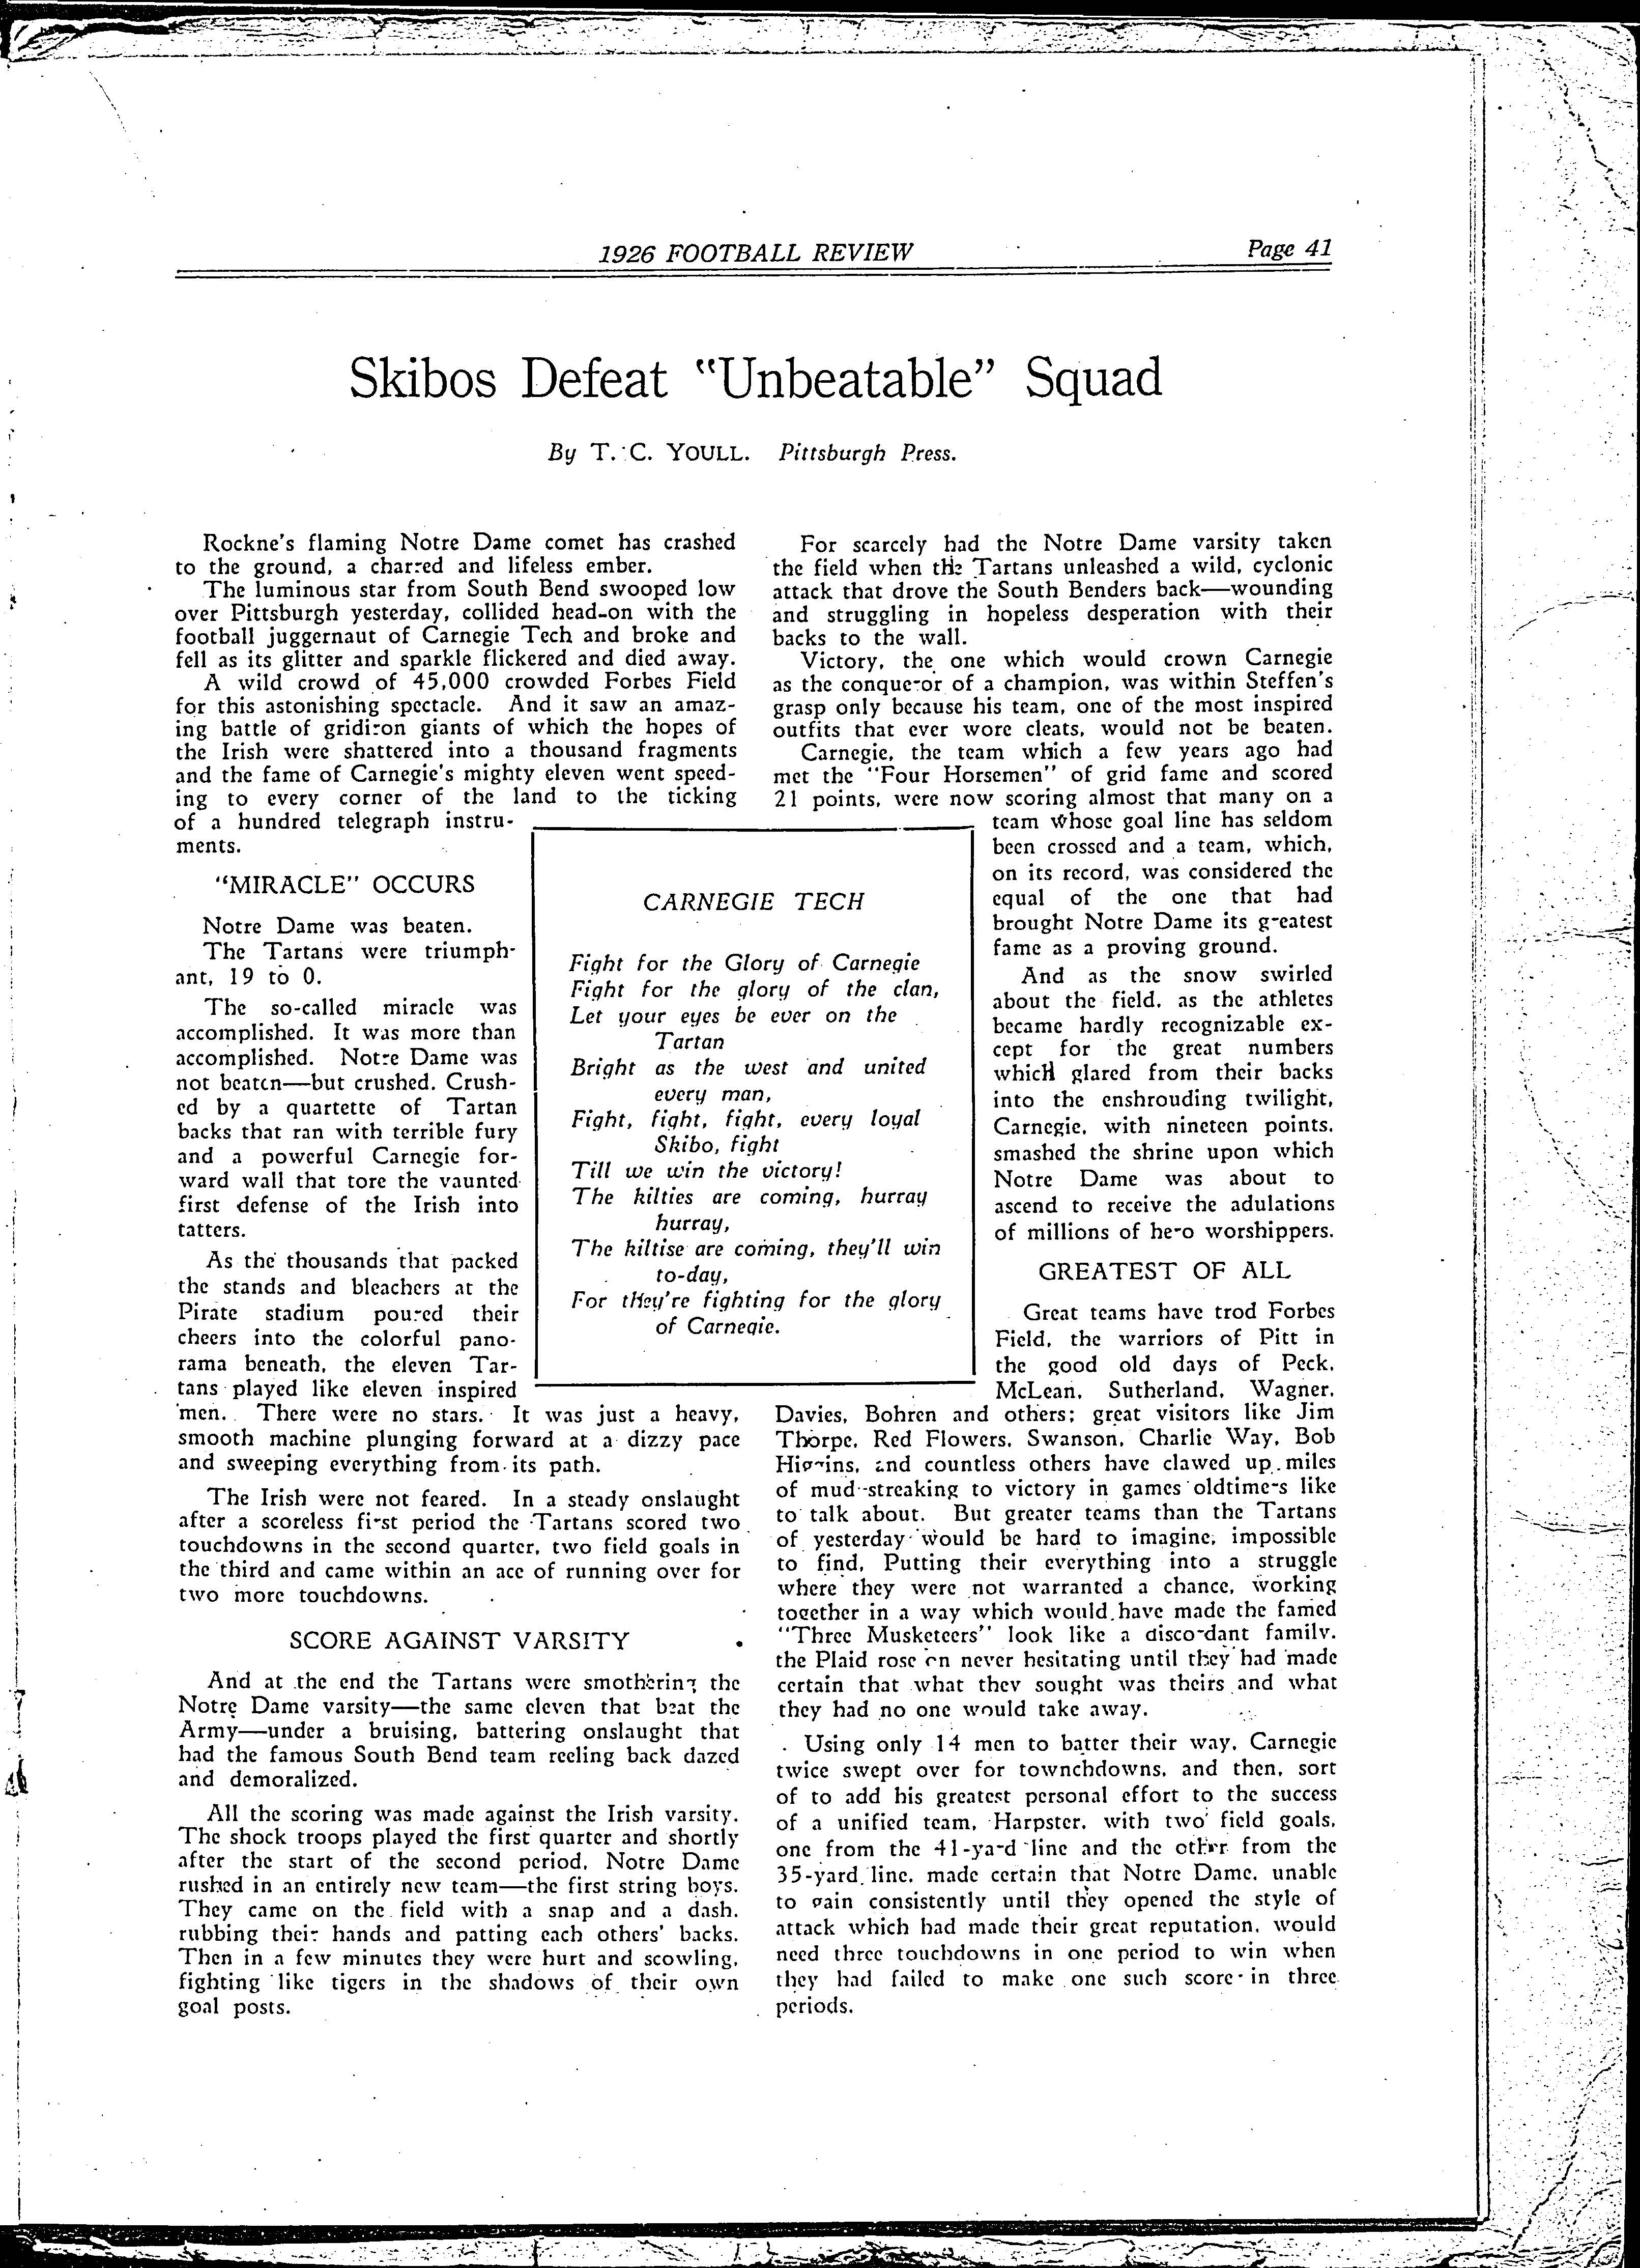 1926 FOOTBALL REVIEW
Page 41
Skibos Defeat "Unbeatable" Squad
By T. C. YOULL. Pittsburgh Press.
Rockne's flaming Notre Dame comet has crashed
to the ground, a charred and lifeless ember.
The luminous star from South Bend swooped low
over Pittsburgh yesterday, collided head-on with the
football juggernaut of Carnegie Tech and broke and
fell as its glitter and sparkle flickered and died away.
A wild crowd of 45,000 crowded Forbes Field
for this astonishing spectacle. And it saw an amaz-
ing battle of gridiron giants of which the hopes of
the Irish were shattered into a thousand fragments
and the fame of Carnegie's mighty eleven went speed-
ing to every corner of the land to the ticking
of a hundred telegraph instru-
ments.
"MIRACLE" OCCURS
Notre Dame was beaten.
The Tartans were triumph-
ant, 19 to 0.
The so-called miracle was
accomplished. It was more than
accomplished. Notre Dame was
not beaten—but crushed. Crush-
ed by a quartette of Tartan
backs that ran with terrible fury
and a powerful Carnegie for-
ward wall that tore the vaunted
first defense of the Irish into
tatters.
As the thousands that packed
the stands and bleachers at the
Pirate stadium poured their
cheers into the colorful pano-
rama beneath, the eleven Tar-
tans played like eleven inspired
men. There were no stars. It was just a heavy,
smooth machine plunging forward at a dizzy pace
and sweeping everything from its path.
The Irish were not feared. In a steady onslaught
after a scoreless first period the Tartans scored two
touchdowns in the second quarter, two field goals in
the third and came within an ace of running over for
two more touchdowns.
SCORE AGAINST VARSITY
And at the end the Tartans were smothering the
Notre Dame varsity—the same eleven that beat the
Army—under a bruising, battering onslaught that
had the famous South Bend team reeling back dazed
and demoralized.
All the scoring was made against the Irish varsity.
The shock troops played the first quarter and shortly
after the start of the second period, Notre Dame
rushed in an entirely new team—the first string boys.
They came on the field with a snap and a dash,
rubbing their hands and patting each others' backs.
Then in a few minutes they were hurt and scowling,
fighting like tigers in the shadows of their own
goal posts.
CARNEGIE TECH
Fight for the Glory of Carnegie
Fight for the glory of the clan,
Let your eyes be ever on the
Tartan
Bright as the west and united
every man,
Fight, fight, fight, every loyal
Skibo, fight
Till we win the victory!
The kilties are coming, hurray
hurray,
The kiltise are coming, they'll win
to-day,
For they're fighting for the glory
of Carnegie.
For scarcely had the Notre Dame varsity taken
the field when the Tartans unleashed a wild, cyclonic
attack that drove the South Benders back—wounding
and struggling in hopeless desperation with their
backs to the wall.
Victory, the one which would crown Carnegie
as the conqueror of a champion, was within Steffen's
grasp only because his team, one of the most inspired
outfits that ever wore cleats, would not be beaten.
Carnegie, the team which a few years ago had
met the "Four Horsemen" of grid fame and scored
21 points, were now scoring almost that many on a
team whose goal line has seldom
been crossed and a team, which,
on its record, was considered the
equal of the one that had
brought Notre Dame its greatest
fame as a proving ground.
And as the snow swirled
about the field, as the athletes
became hardly recognizable ex-
cept for the great numbers
which glared from their backs
into the enshrouding twilight,
Carnegie, with nineteen points,
smashed the shrine upon which
Notre Dame was about to
ascend to receive the adulations
of millions of hero worshippers.
GREATEST OF ALL
Great teams have trod Forbes
Field, the warriors of Pitt in
the good old days of Peck,
McLean, Sutherland, Wagner,
Davies, Bohren and others; great visitors like Jim
Thorpe, Red Flowers, Swanson, Charlie Way, Bob
Higgins, and countless others have clawed up miles
of mud-streaking to victory in games oldtimers like
to talk about. But greater teams than the Tartans
of yesterday would be hard to imagine, impossible
to find, Putting their everything into a struggle
where they were not warranted a chance, working
together in a way which would have made the famed
"Three Musketeers" look like a discordant family,
the Plaid rose on never hesitating until they had made
certain that what they sought was theirs and what
they had no one would take away.
Using only 14 men to batter their way, Carnegie
twice swept over for townchdowns, and then, sort
of to add his greatest personal effort to the success
of a unified team, Harpster, with two field goals,
one from the 41-yard line and the other from the
35-yard line, made certain that Notre Dame, unable
to gain consistently until they opened the style of
attack which had made their great reputation, would
need three touchdowns in one period to win when
they had failed to make one such score in three
periods.